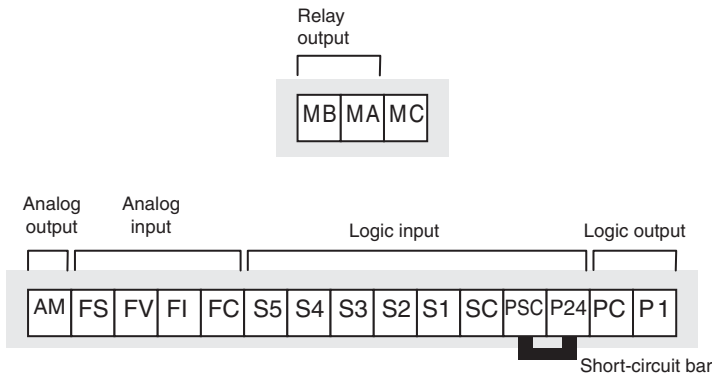 Relay
output
MB MA MC
Analog
output
Analog
input
Logic input
Logic output
AM FS FV FI FC S5 S4 S3 S2 S1 SC PSC P24 PC P1
Short-circuit bar